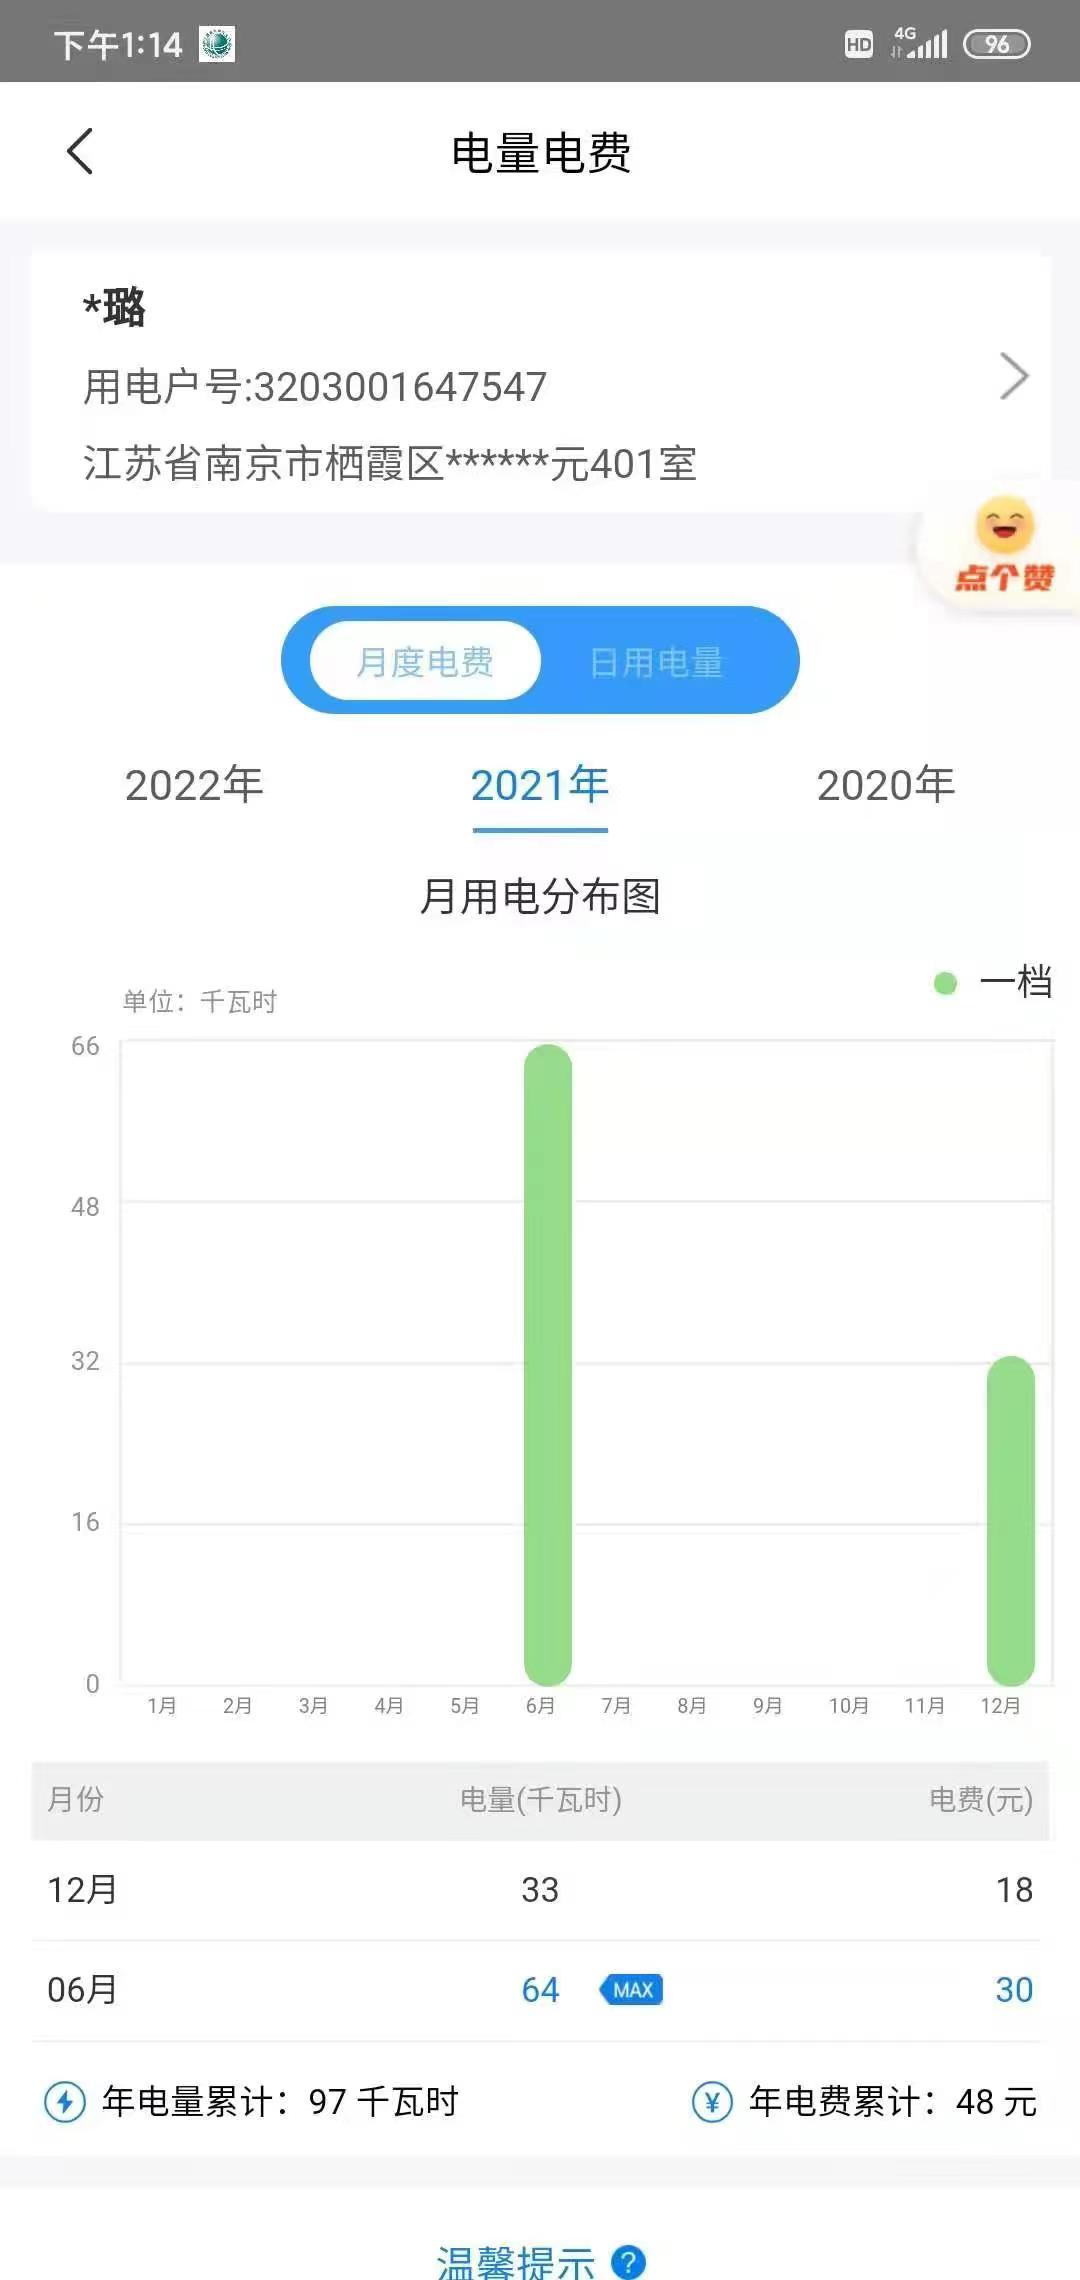 下午1:14
HD 4G 96
电量电费
*璐
用电户号:3203001647547
江苏省南京市栖霞区******元401室
点个赞
月度电费 日用电量
2022年 2021年 2020年
月用电分布图
一档
单位：千瓦时
66
48
32
16
0
1月 2月 3月 4月 5月 6月 7月 8月 9月 10月 11月 12月
月份 电量(千瓦时) 电费(元)
12月 33 18
06月 64 MAX 30
年电量累计：97 千瓦时 ¥ 年电费累计：48 元
温馨提示 ?